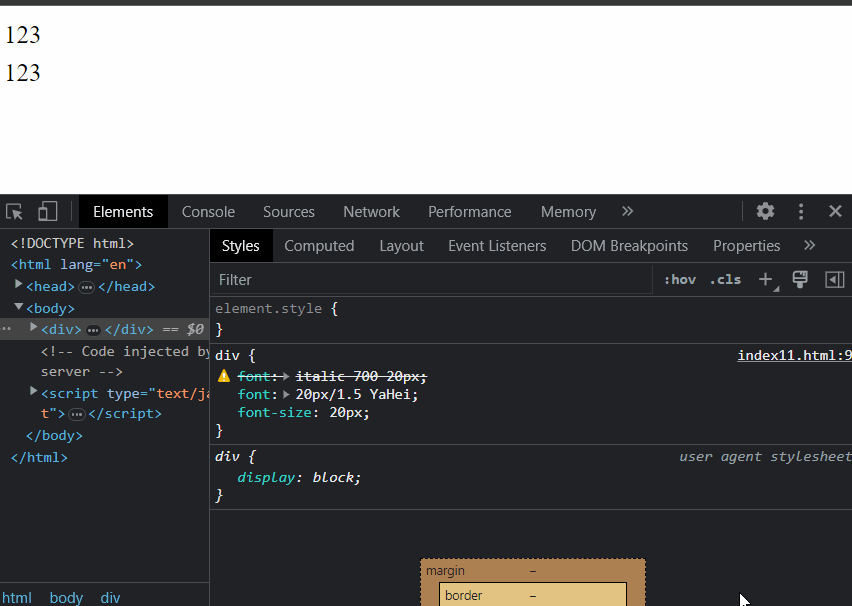 123
123
Elements Console Sources Network Performance Memory »
Styles Computed Layout Event Listeners DOM Breakpoints Properties »
Filter :hov .cls +
<!DOCTYPE html>
<html lang="en">
<head> … </head>
<body>
… <div> … </div> == $0
<!-- Code injected by
server -->
<script type="text/ja
t"> … </script>
</body>
</html>
element.style {
}
div { index11.html:9
font: italic 700 20px;
font: 20px/1.5 YaHei;
font-size: 20px;
}
div { user agent stylesheet
display: block;
}
margin –
border –
html body div